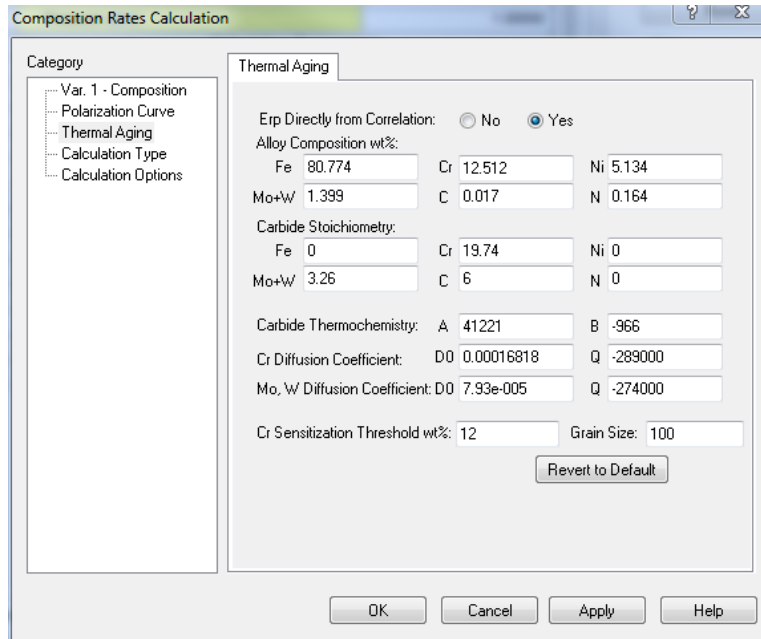 Composition Rates Calculation
Category
Var. 1 - Composition
Polarization Curve
Thermal Aging
Calculation Type
Calculation Options
Thermal Aging
Erp Directly from Correlation: No Yes
Alloy Composition wt%:
Fe 80.774 Cr 12.512 Ni 5.134
Mo+W 1.399 C 0.017 N 0.164
Carbide Stoichiometry:
Fe 0 Cr 19.74 Ni 0
Mo+W 3.26 C 6 N 0
Carbide Thermochemistry: A 41221 B -966
Cr Diffusion Coefficient: D0 0.00016818 Q -289000
Mo, W Diffusion Coefficient: D0 7.93e-005 Q -274000
Cr Sensitization Threshold wt%: 12 Grain Size: 100
Revert to Default
OK Cancel Apply Help